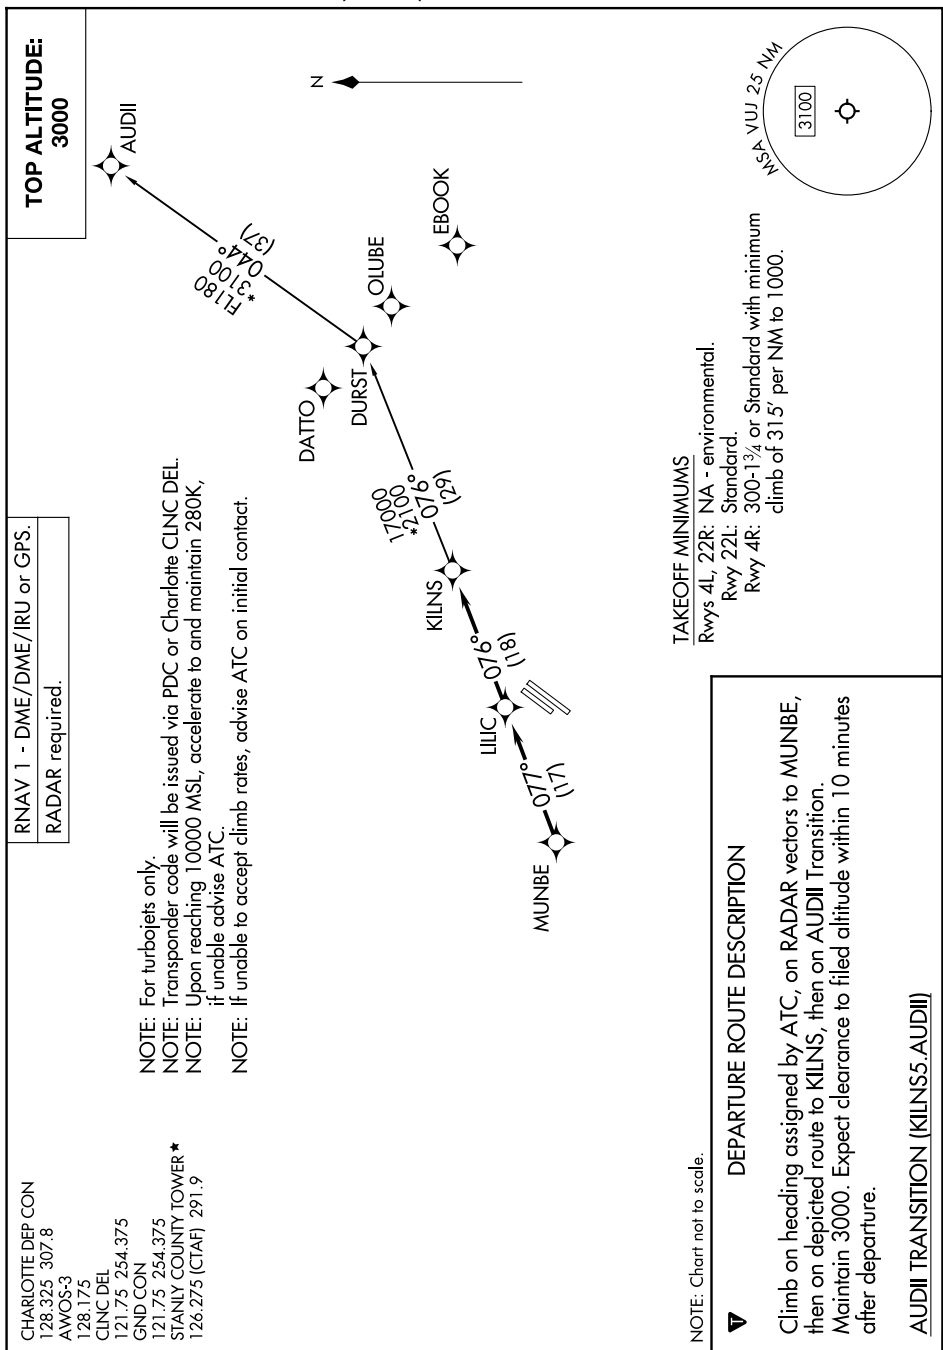 TOP ALTITUDE:
3000
RNAV 1 - DME/DME/IRU or GPS.
RADAR required.
CHARLOTTE DEP CON
128.325 307.8
AWOS-3
128.175
CLNC DEL
121.75 254.375
GND CON
121.75 254.375
STANLY COUNTY TOWER ★
126.275 (CTAF) 291.9
NOTE: For turbojets only.
NOTE: Transponder code will be issued via PDC or Charlotte CLNC DEL.
NOTE: Upon reaching 10000 MSL, accelerate to and maintain 280K,
if unable advise ATC.
NOTE: If unable to accept climb rates, advise ATC on initial contact.
N
AUDII
FL180
*3100
044°
(37)
DATTO
DURST
OLUBE
EBOOK
17000
*2100
076°
(29)
KILNS
076°
(18)
LILIC
077°
(17)
MUNBE
MSA VUJ 25 NM
3100
TAKEOFF MINIMUMS
Rwys 4L, 22R: NA - environmental.
Rwy 22L: Standard.
Rwy 4R: 300-1¾ or Standard with minimum
climb of 315' per NM to 1000.
NOTE: Chart not to scale.
T
DEPARTURE ROUTE DESCRIPTION
Climb on heading assigned by ATC, on RADAR vectors to MUNBE,
then on depicted route to KILNS, then on AUDII Transition.
Maintain 3000. Expect clearance to filed altitude within 10 minutes
after departure.
AUDII TRANSITION (KILNS5.AUDII)